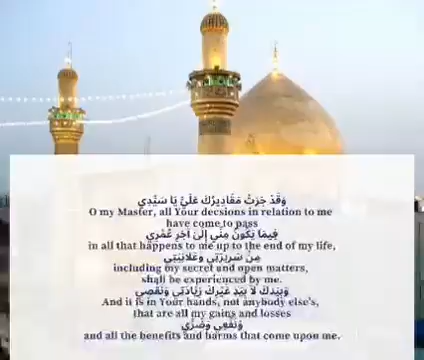 وَقَدْ جَرَتْ مَقَادِيرُكَ عَلَيَّ يَا سَيِّدِي
O my Master, all Your decsions in relation to me
have come to pass
فِيمَا يَكُونُ مِنِّي إِلَىٰ آخِرِ عُمْرِي
in all that happens to me up to the end of my life,
مِنْ سَرِيرَتِي وَعَلَانِيَتِي
including my secret and open matters,
shall be experienced by me.
وَبِيَدِكَ لَا بِيَدِ غَيْرِكَ زِيَادَتِي وَنَقْصِي
And it is in Your hands, not anybody else's,
that are all my gains and losses
وَنَفْعِي وَضَرِّي
and all the benefits and harms that come upon me.